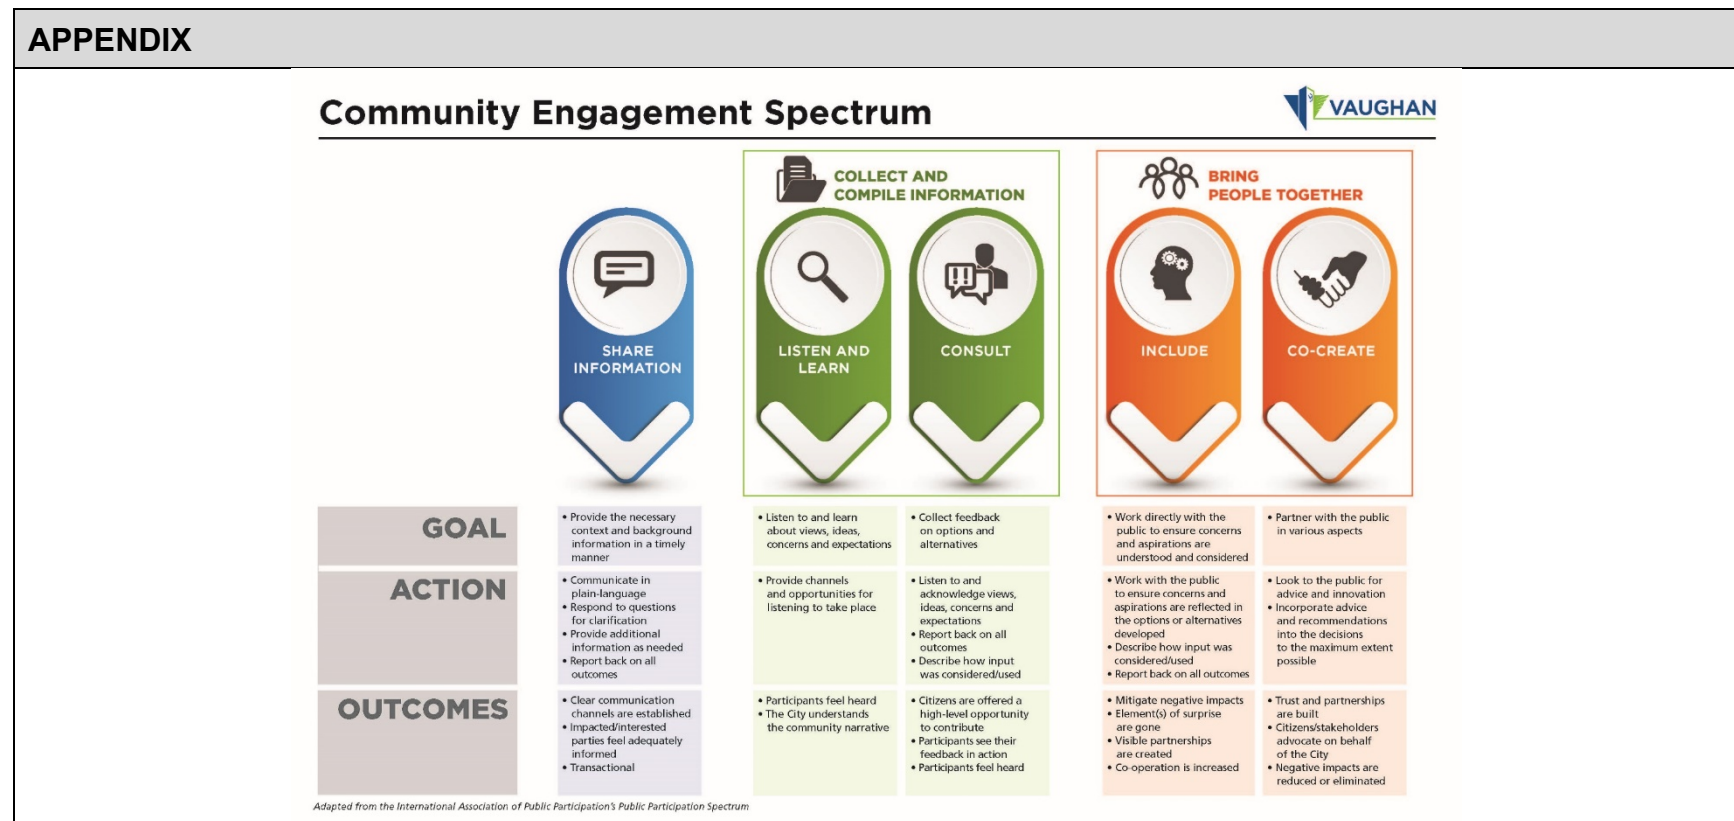 APPENDIX
Community Engagement Spectrum
VAUGHAN
COLLECT AND
COMPILE INFORMATION
BRING
PEOPLE TOGETHER
SHARE
INFORMATION
LISTEN AND
LEARN
CONSULT
INCLUDE
CO-CREATE
GOAL
• Provide the necessary
context and background
information in a timely
manner
• Listen to and learn
about views, ideas,
concerns and expectations
• Collect feedback
on options and
alternatives
• Work directly with the
public to ensure concerns
and aspirations are
understood and considered
• Partner with the public
in various aspects
ACTION
• Communicate in
plain-language
• Respond to questions
for clarification
• Provide additional
information as needed
• Report back on all
outcomes
• Provide channels
and opportunities for
listening to take place
• Listen to and
acknowledge views,
ideas, concerns and
expectations
• Report back on all
outcomes
• Describe how input
was considered/used
• Work with the public
to ensure concerns and
aspirations are reflected in
the options or alternatives
developed
• Describe how input was
considered/used
• Report back on all outcomes
• Look to the public for
advice and innovation
• Incorporate advice
and recommendations
into the decisions
to the maximum extent
possible
OUTCOMES
• Clear communication
channels are established
• Impacted/interested
parties feel adequately
informed
• Transactional
• Participants feel heard
• The City understands
the community narrative
• Citizens are offered a
high-level opportunity
to contribute
• Participants see their
feedback in action
• Participants feel heard
• Mitigate negative impacts
• Element(s) of surprise
are gone
• Visible partnerships
are created
• Co-operation is increased
• Trust and partnerships
are built
• Citizens/stakeholders
advocate on behalf
of the City
• Negative impacts are
reduced or eliminated
Adapted from the International Association of Public Participation's Public Participation Spectrum